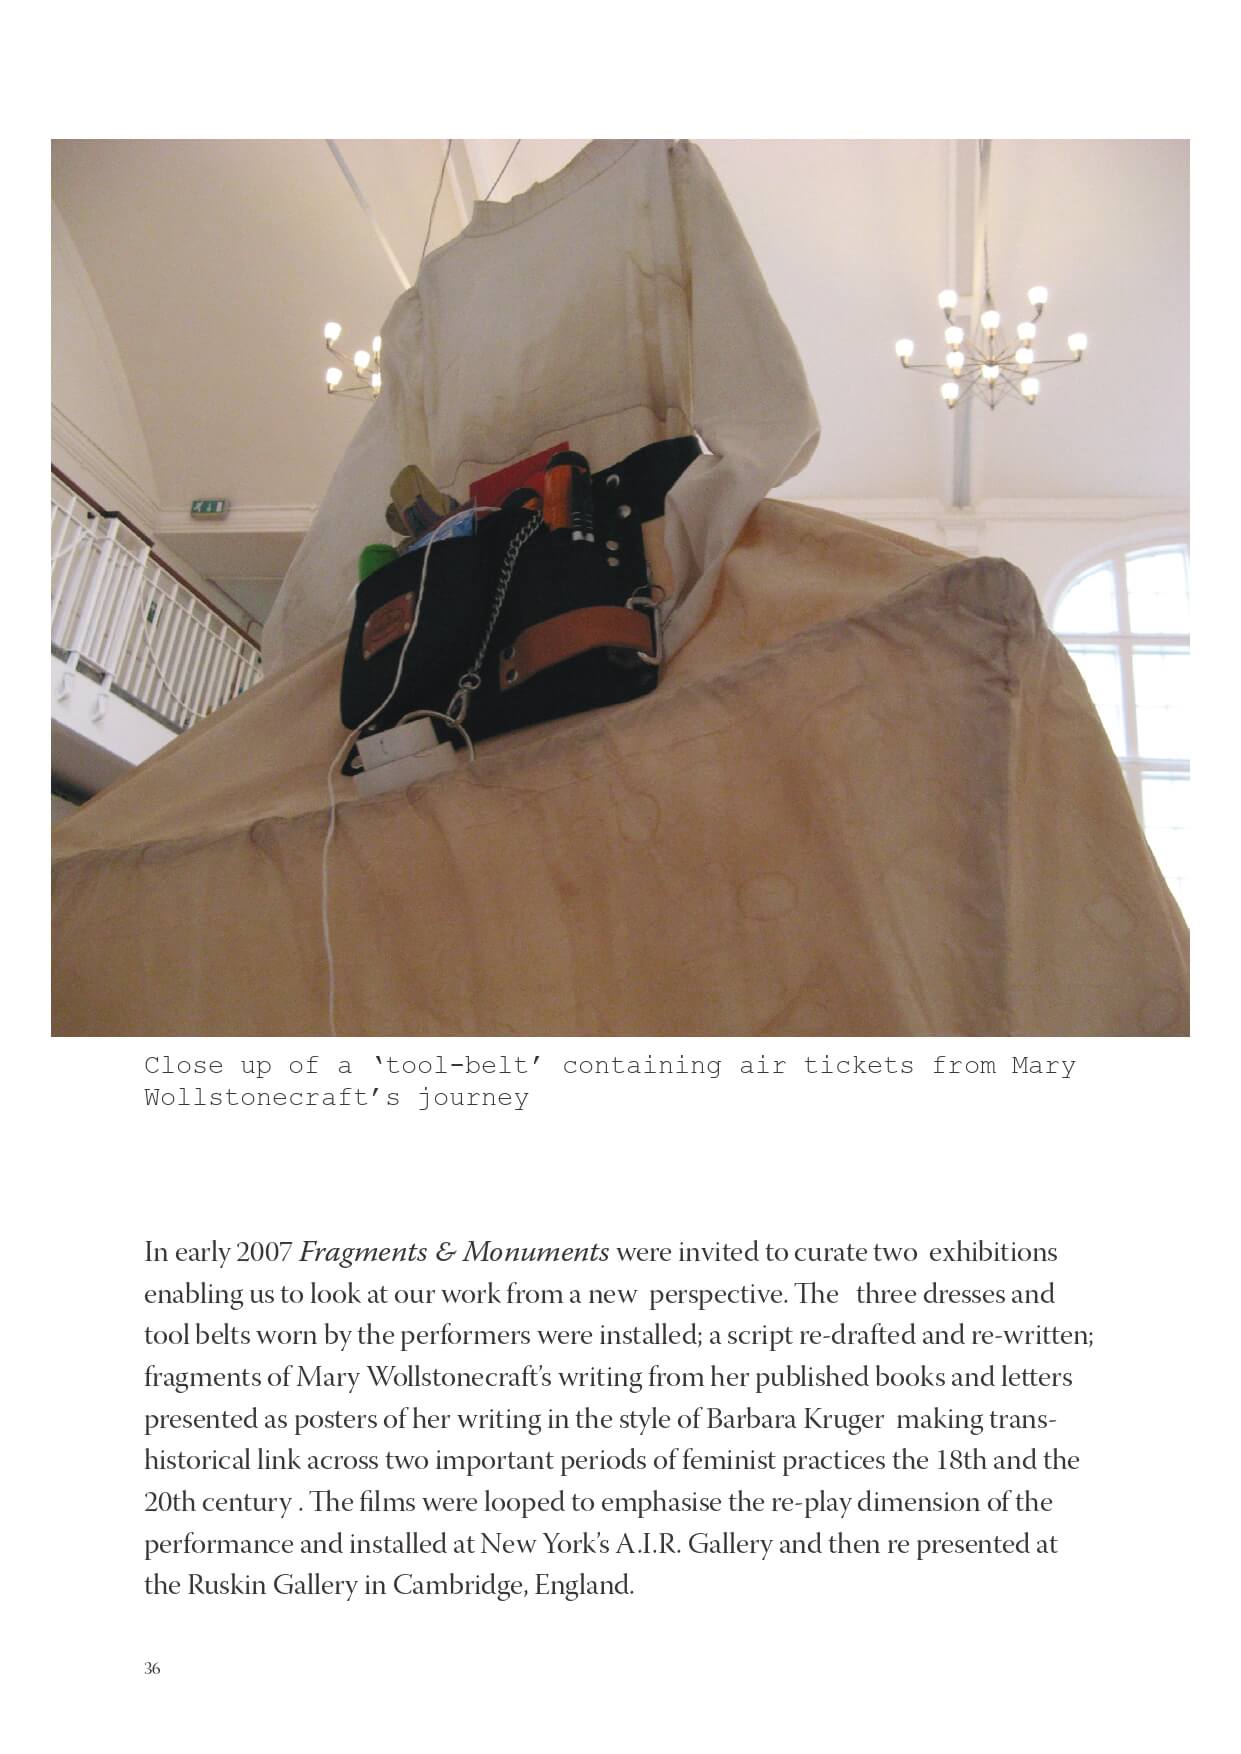 Close up of a ‘tool-belt’ containing air tickets from Mary
Wollstonecraft’s journey
In early 2007 Fragments & Monuments were invited to curate two exhibitions
enabling us to look at our work from a new perspective. The three dresses and
tool belts worn by the performers were installed; a script re-drafted and re-written;
fragments of Mary Wollstonecraft’s writing from her published books and letters
presented as posters of her writing in the style of Barbara Kruger making trans-
historical link across two important periods of feminist practices the 18th and the
20th century . The films were looped to emphasise the re-play dimension of the
performance and installed at New York’s A.I.R. Gallery and then re presented at
the Ruskin Gallery in Cambridge, England.
36